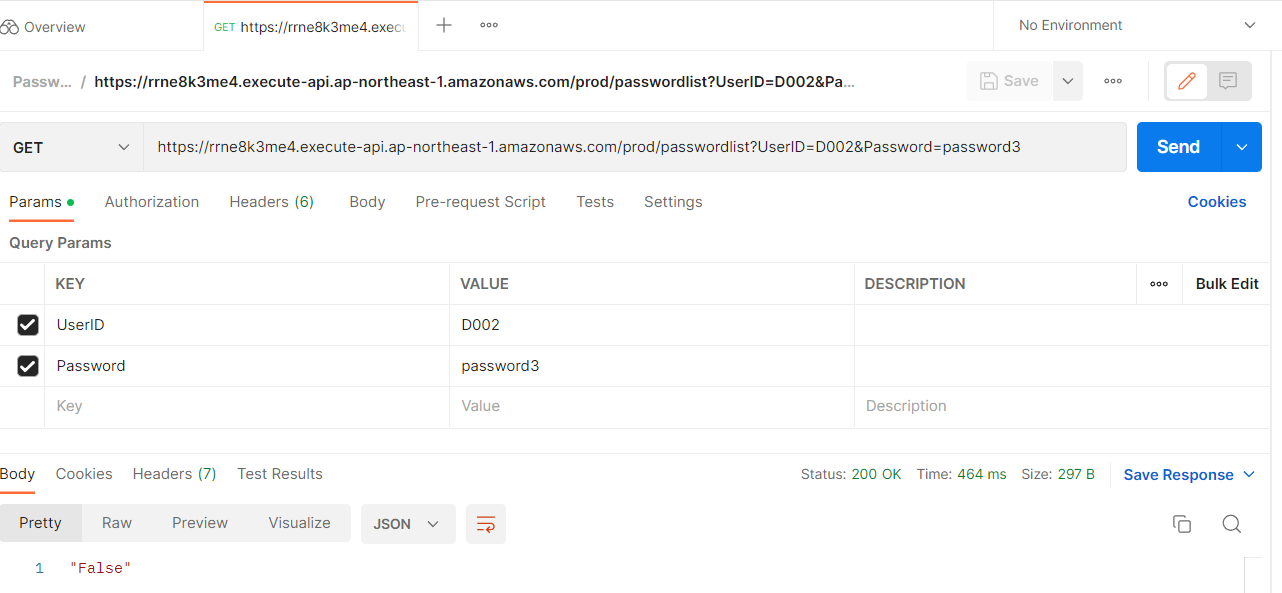 Overview
GET https://rrne8k3me4.execu
No Environment
Passw... / https://rrne8k3me4.execute-api.ap-northeast-1.amazonaws.com/prod/passwordlist?UserID=D002&Pa...
Save
GET https://rrne8k3me4.execute-api.ap-northeast-1.amazonaws.com/prod/passwordlist?UserID=D002&Password=password3 Send
Params Authorization Headers (6) Body Pre-request Script Tests Settings Cookies
Query Params
KEY VALUE DESCRIPTION Bulk Edit
UserID D002
Password password3
Key Value Description
Body Cookies Headers (7) Test Results Status: 200 OK Time: 464 ms Size: 297 B Save Response
Pretty Raw Preview Visualize JSON
1 "False"